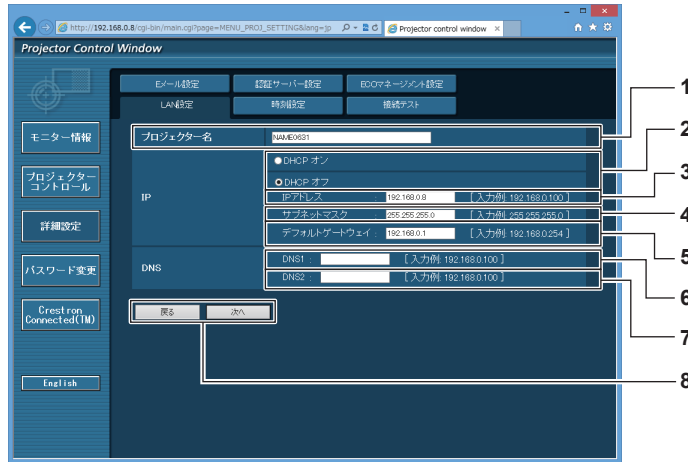 http://192.168.0.8/cgi-bin/main.cgi?page=MENU_PROJ_SETTING&lang=jp
Projector control window
Projector Control Window
Eメール設定
認証サーバー設定
ECOマネージメント設定
LAN設定
時刻設定
接続テスト
モニター情報
プロジェクター
コントロール
詳細設定
パスワード変更
Crestron
Connected(TM)
English
プロジェクター名
NAME0631
1
IP
DHCP オン
2
DHCP オフ
IPアドレス : 192.168.0.8 [ 入力例: 192.168.0.100 ]
3
サブネットマスク : 255.255.255.0 [ 入力例: 255.255.255.0 ]
4
デフォルトゲートウェイ : 192.168.0.1 [ 入力例: 192.168.0.254 ]
5
DNS
DNS1 : [ 入力例: 192.168.0.100 ]
6
DNS2 : [ 入力例: 192.168.0.100 ]
7
戻る 次へ
8